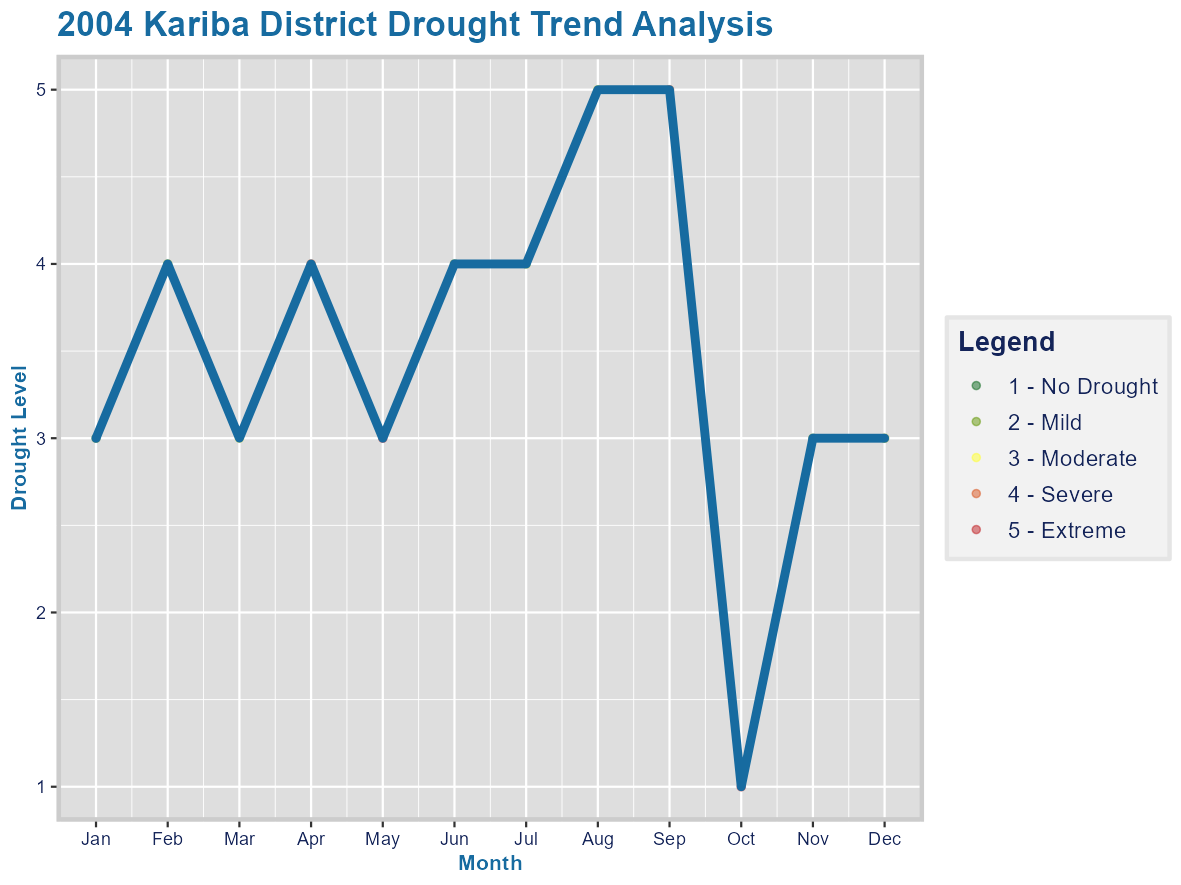 2004 Kariba District Drought Trend Analysis
5
4
3
2
1
Drought Level
Jan Feb Mar Apr May Jun Jul Aug Sep Oct Nov Dec
Month
Legend
1 - No Drought
2 - Mild
3 - Moderate
4 - Severe
5 - Extreme